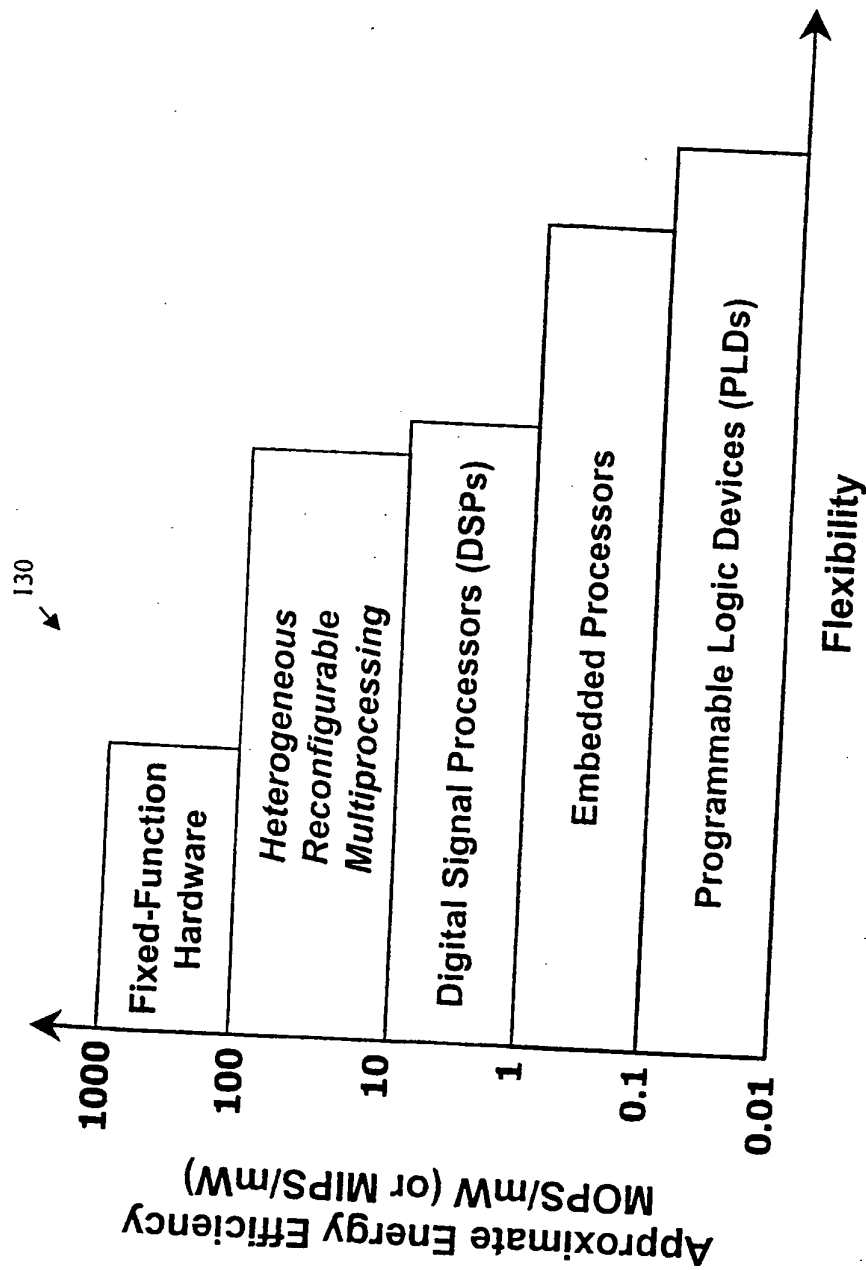 130
Approximate Energy Efficiency
MOPS/mW (or MIPS/mW)
1000
100
10
1
0.1
0.01
Fixed-Function
Hardware
Heterogeneous
Reconfigurable
Multiprocessing
Digital Signal Processors (DSPs)
Embedded Processors
Programmable Logic Devices (PLDs)
Flexibility